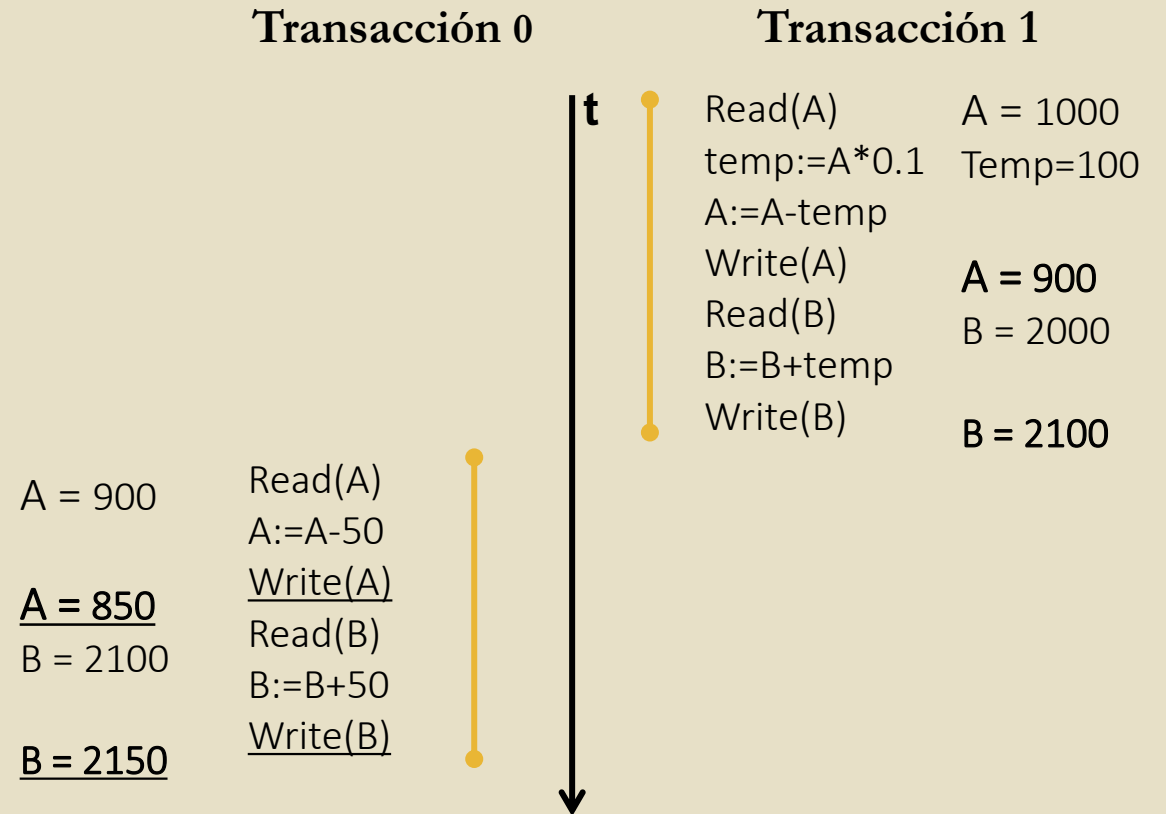 Transacción 0
Transacción 1
t
Read(A)
A = 1000
temp:=A*0.1
Temp=100
A:=A-temp
Write(A)
A = 900
Read(B)
B = 2000
B:=B+temp
Write(B)
B = 2100
A = 900
Read(A)
A:=A-50
Write(A)
A = 850
Read(B)
B = 2100
B:=B+50
Write(B)
B = 2150